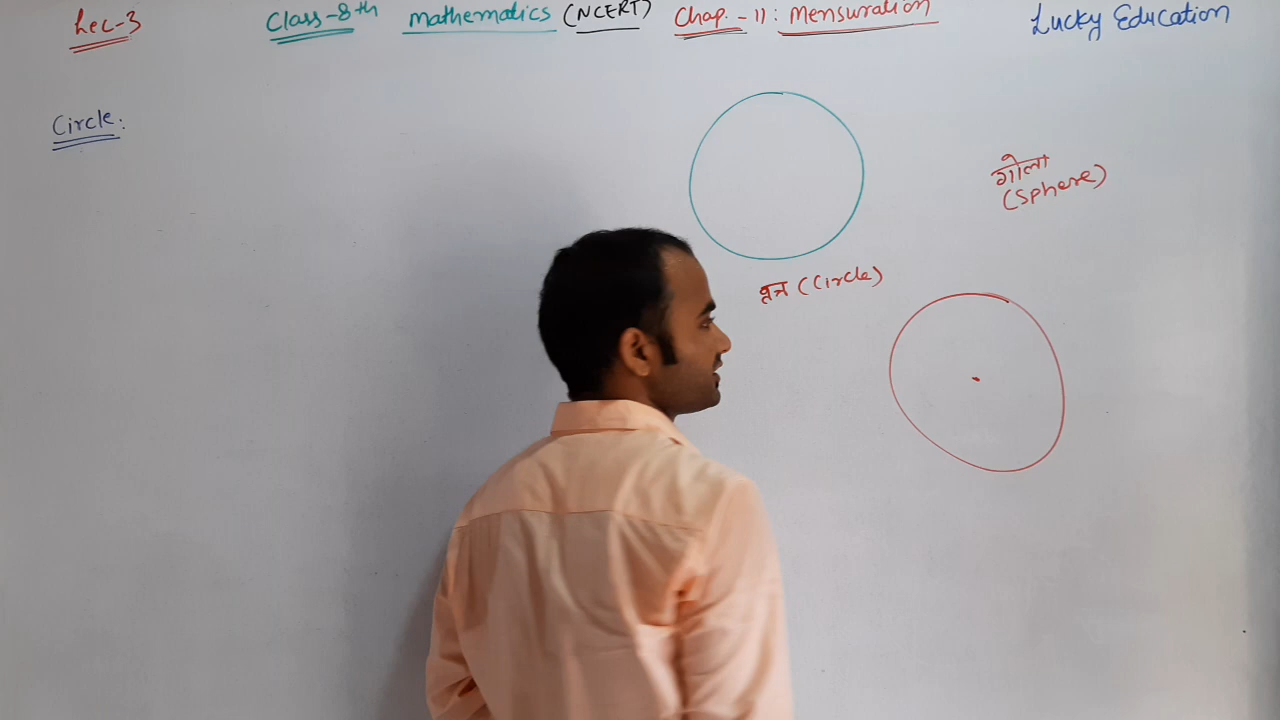 Lec-3 Class-8th Mathematics (NCERT) Chap.-11: Mensuration Lucky Education
Circle:
गोला
(Sphere)
वृत्त (Circle)